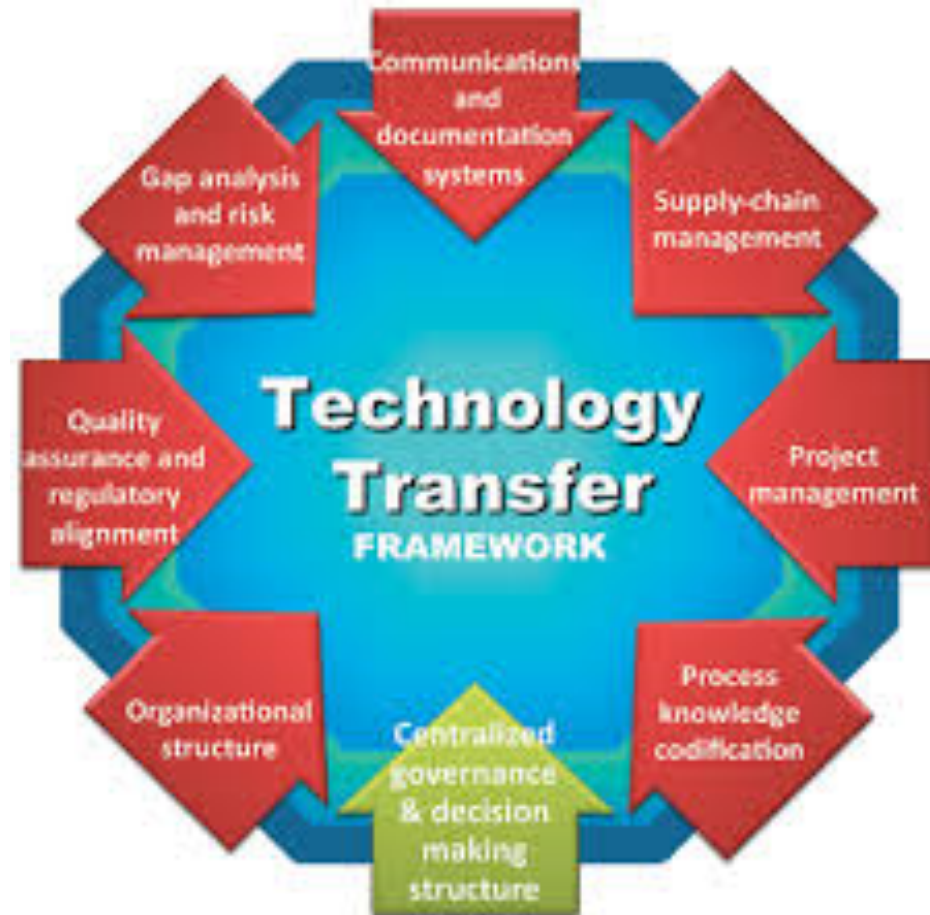 Communications
and
documentation
systems
Supply-chain
management
Project
management
Process
knowledge
codification
Centralized
governance
& decision
making
structure
Organizational
structure
Quality
assurance and
regulatory
alignment
Gap analysis
and risk
management
Technology
Transfer
FRAMEWORK